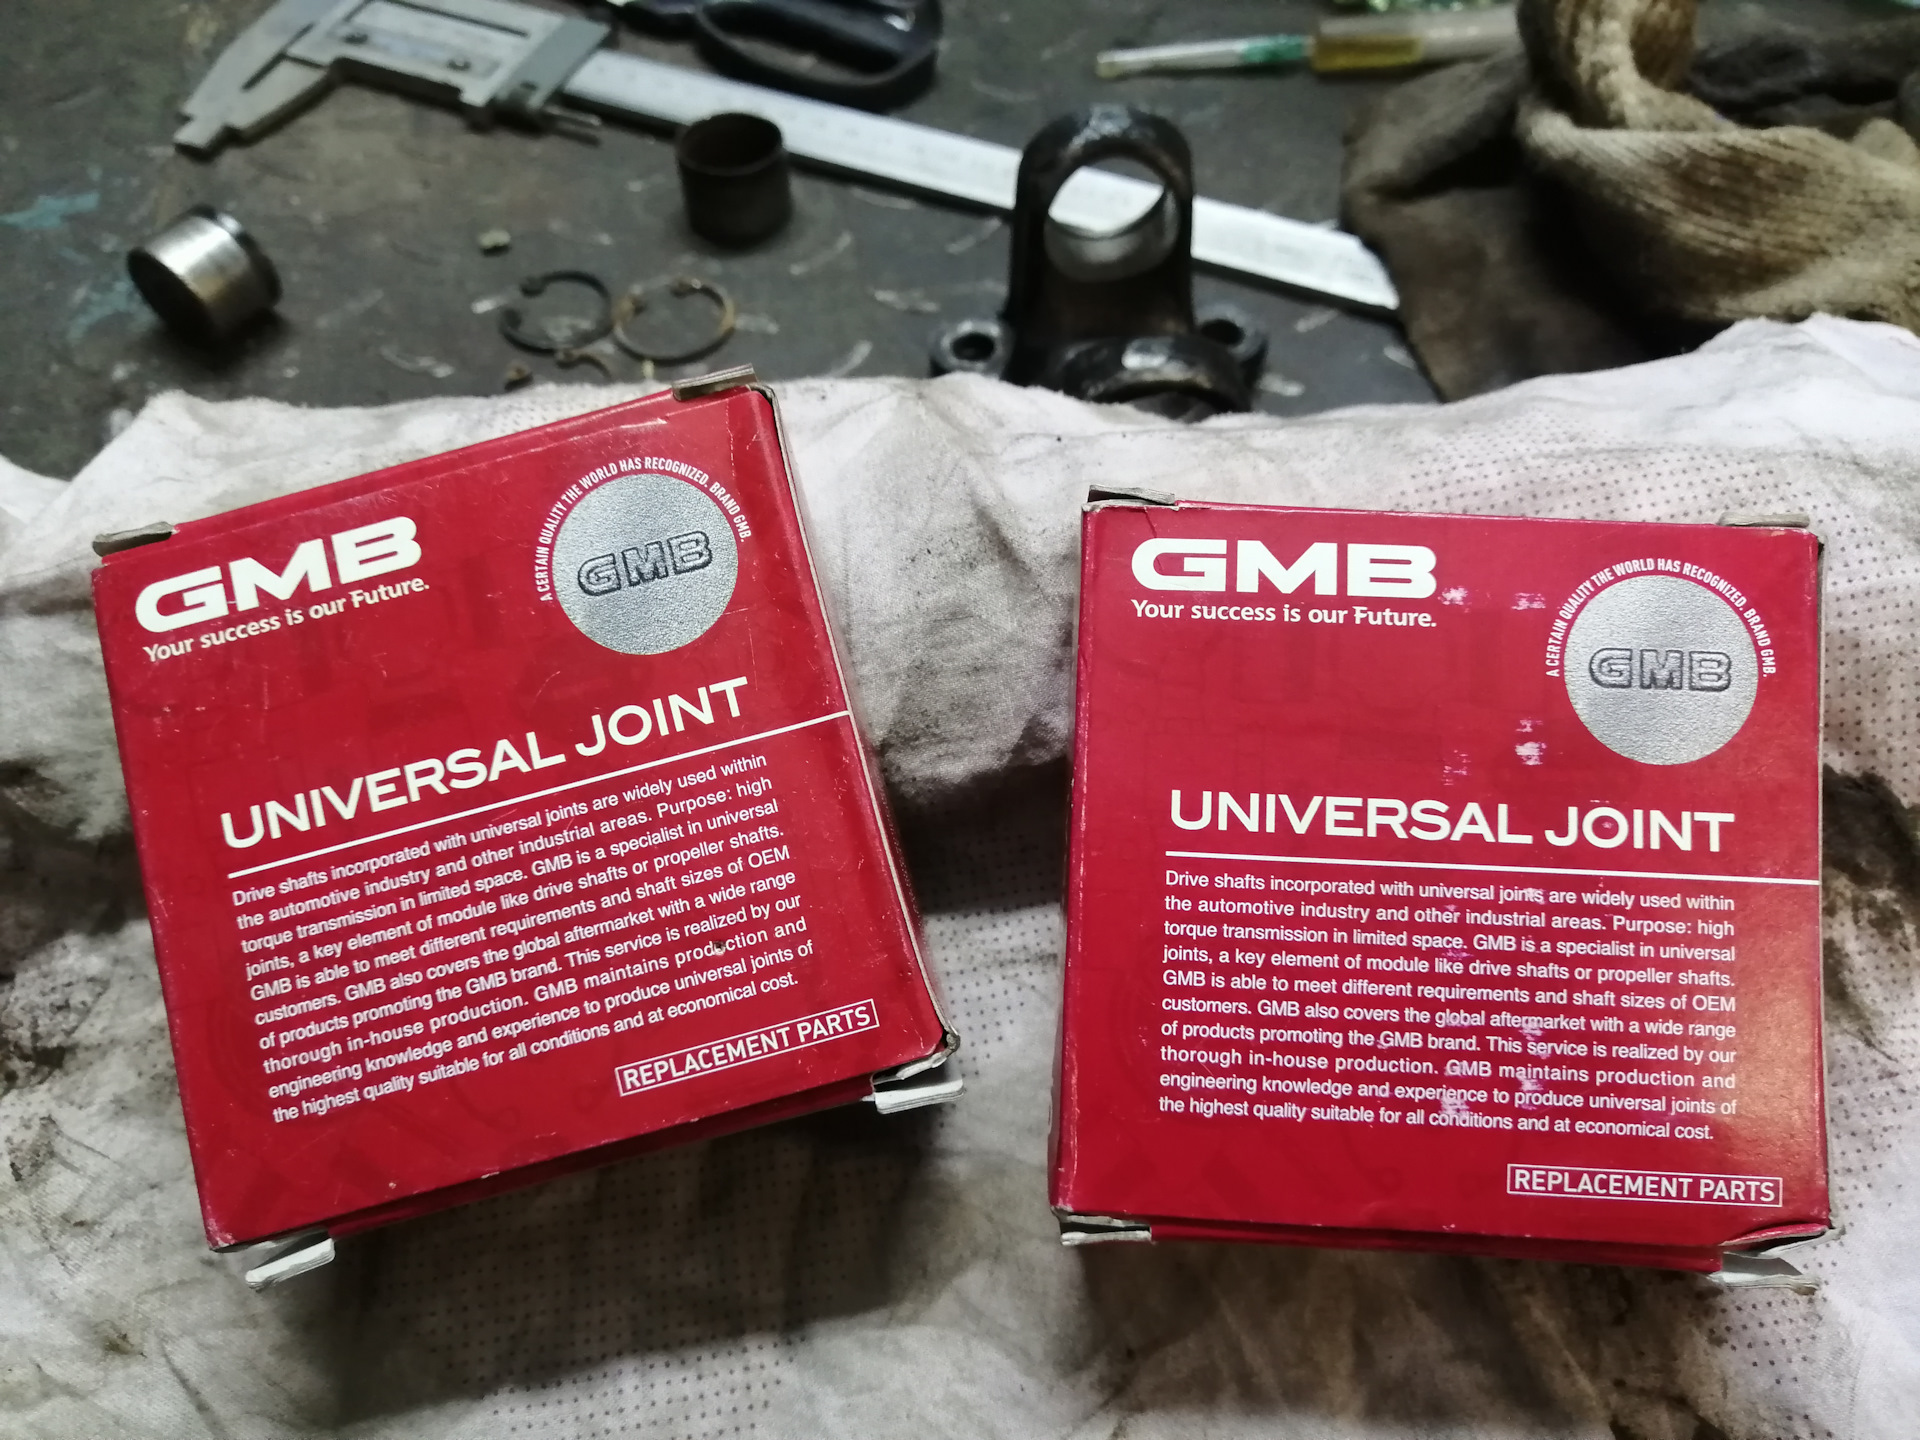 GMB
Your success is our Future.
A CERTAIN QUALITY THE WORLD HAS RECOGNIZED. BRAND GMB.
GMB
UNIVERSAL JOINT
Drive shafts incorporated with universal joints are widely used within
the automotive industry and other industrial areas. Purpose: high
torque transmission in limited space. GMB is a specialist in universal
joints, a key element of module like drive shafts or propeller shafts.
GMB is able to meet different requirements and shaft sizes of OEM
customers. GMB also covers the global aftermarket with a wide range
of products promoting the GMB brand. This service is realized by our
thorough in-house production. GMB maintains production and
engineering knowledge and experience to produce universal joints of
the highest quality suitable for all conditions and at economical cost.
REPLACEMENT PARTS
GMB
Your success is our Future.
A CERTAIN QUALITY THE WORLD HAS RECOGNIZED. BRAND GMB.
GMB
UNIVERSAL JOINT
Drive shafts incorporated with universal joints are widely used within
the automotive industry and other industrial areas. Purpose: high
torque transmission in limited space. GMB is a specialist in universal
joints, a key element of module like drive shafts or propeller shafts.
GMB is able to meet different requirements and shaft sizes of OEM
customers. GMB also covers the global aftermarket with a wide range
of products promoting the GMB brand. This service is realized by our
thorough in-house production. GMB maintains production and
engineering knowledge and experience to produce universal joints of
the highest quality suitable for all conditions and at economical cost.
REPLACEMENT PARTS